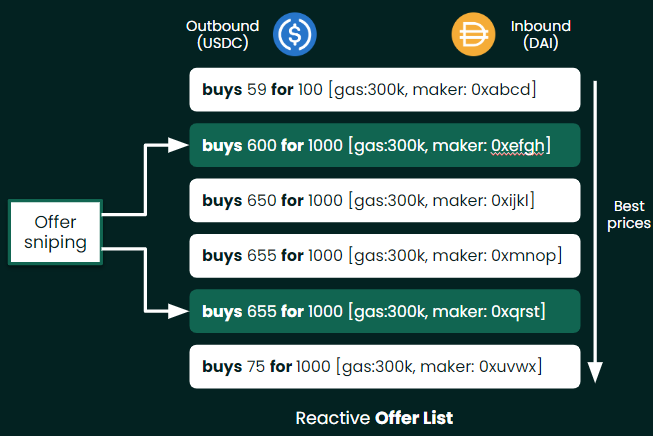 Outbound
(USDC)
Inbound
(DAI)
buys 59 for 100 [gas:300k, maker: 0xabcd]
buys 600 for 1000 [gas:300k, maker: 0xefgh]
buys 650 for 1000 [gas:300k, maker: 0xijkl]
buys 655 for 1000 [gas:300k, maker: 0xmnop]
buys 655 for 1000 [gas:300k, maker: 0xqrst]
buys 75 for 1000 [gas:300k, maker: 0xuvwx]
Offer
sniping
Best
prices
Reactive Offer List